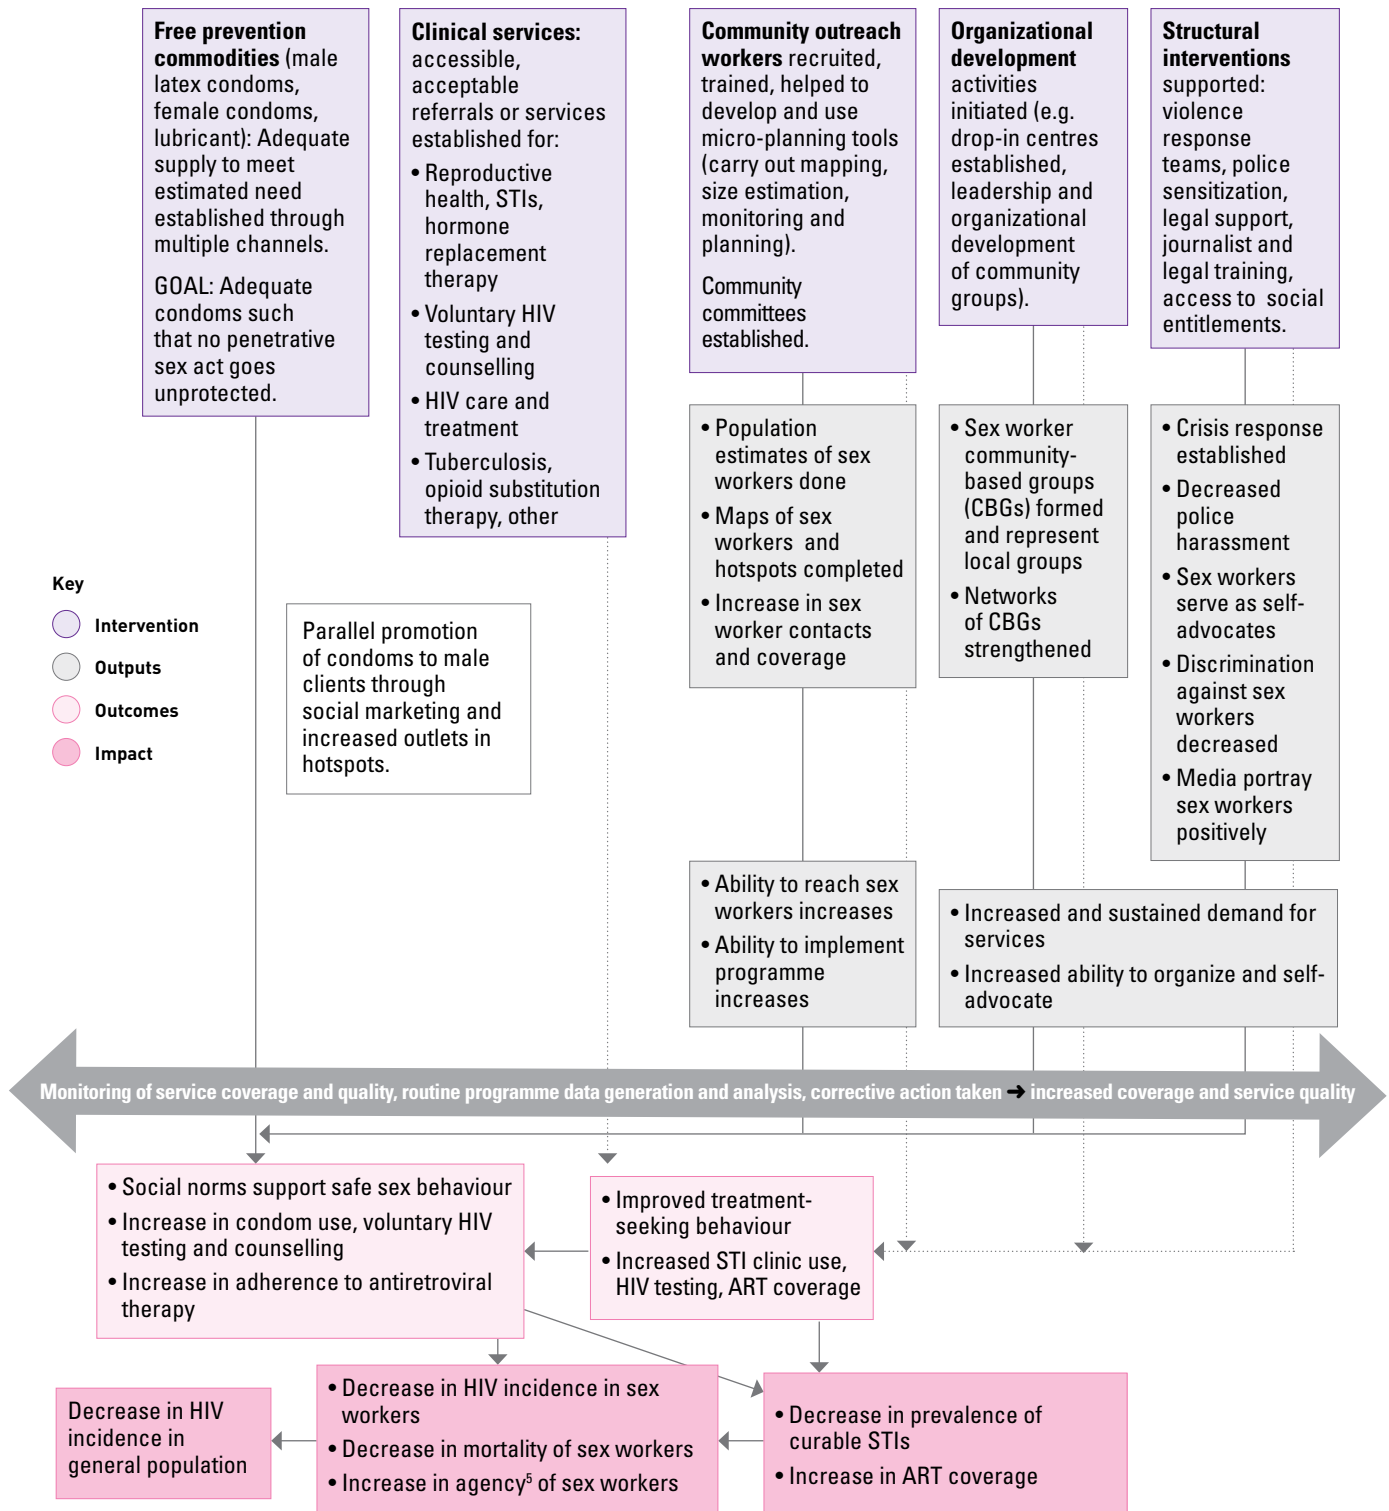 Free prevention
commodities (male
latex condoms,
female condoms,
lubricant): Adequate
supply to meet
estimated need
established through
multiple channels.
GOAL: Adequate
condoms such
that no penetrative
sex act goes
unprotected.
Clinical services:
accessible,
acceptable
referrals or services
established for:
• Reproductive
health, STIs,
hormone
replacement
therapy
• Voluntary HIV
testing and
counselling
• HIV care and
treatment
• Tuberculosis,
opioid substitution
therapy, other
Community outreach
workers recruited,
trained, helped to
develop and use
micro-planning tools
(carry out mapping,
size estimation,
monitoring and
planning).
Community
committees
established.
Organizational
development
activities
initiated (e.g.
drop-in centres
established,
leadership and
organizational
development
of community
groups).
Structural
interventions
supported:
violence
response
teams, police
sensitization,
legal support,
journalist and
legal training,
access to social
entitlements.
• Population
estimates of sex
workers done
• Maps of sex
workers and
hotspots completed
• Increase in sex
worker contacts
and coverage
• Sex worker
community-
based groups
(CBGs) formed
and represent
local groups
• Networks
of CBGs
strengthened
• Crisis response
established
• Decreased
police
harassment
• Sex workers
serve as self-
advocates
• Discrimination
against sex
workers
decreased
• Media portray
sex workers
positively
Key
Intervention
Outputs
Outcomes
Impact
Parallel promotion
of condoms to male
clients through
social marketing and
increased outlets in
hotspots.
• Ability to reach sex
workers increases
• Ability to implement
programme
increases
• Increased and sustained demand for
services
• Increased ability to organize and self-
advocate
Monitoring of service coverage and quality, routine programme data generation and analysis, corrective action taken ➜ increased coverage and service quality
• Social norms support safe sex behaviour
• Increase in condom use, voluntary HIV
testing and counselling
• Increase in adherence to antiretroviral
therapy
• Improved treatment-
seeking behaviour
• Increased STI clinic use,
HIV testing, ART coverage
Decrease in HIV
incidence in
general population
• Decrease in HIV incidence in sex
workers
• Decrease in mortality of sex workers
• Increase in agency⁵ of sex workers
• Decrease in prevalence of
curable STIs
• Increase in ART coverage